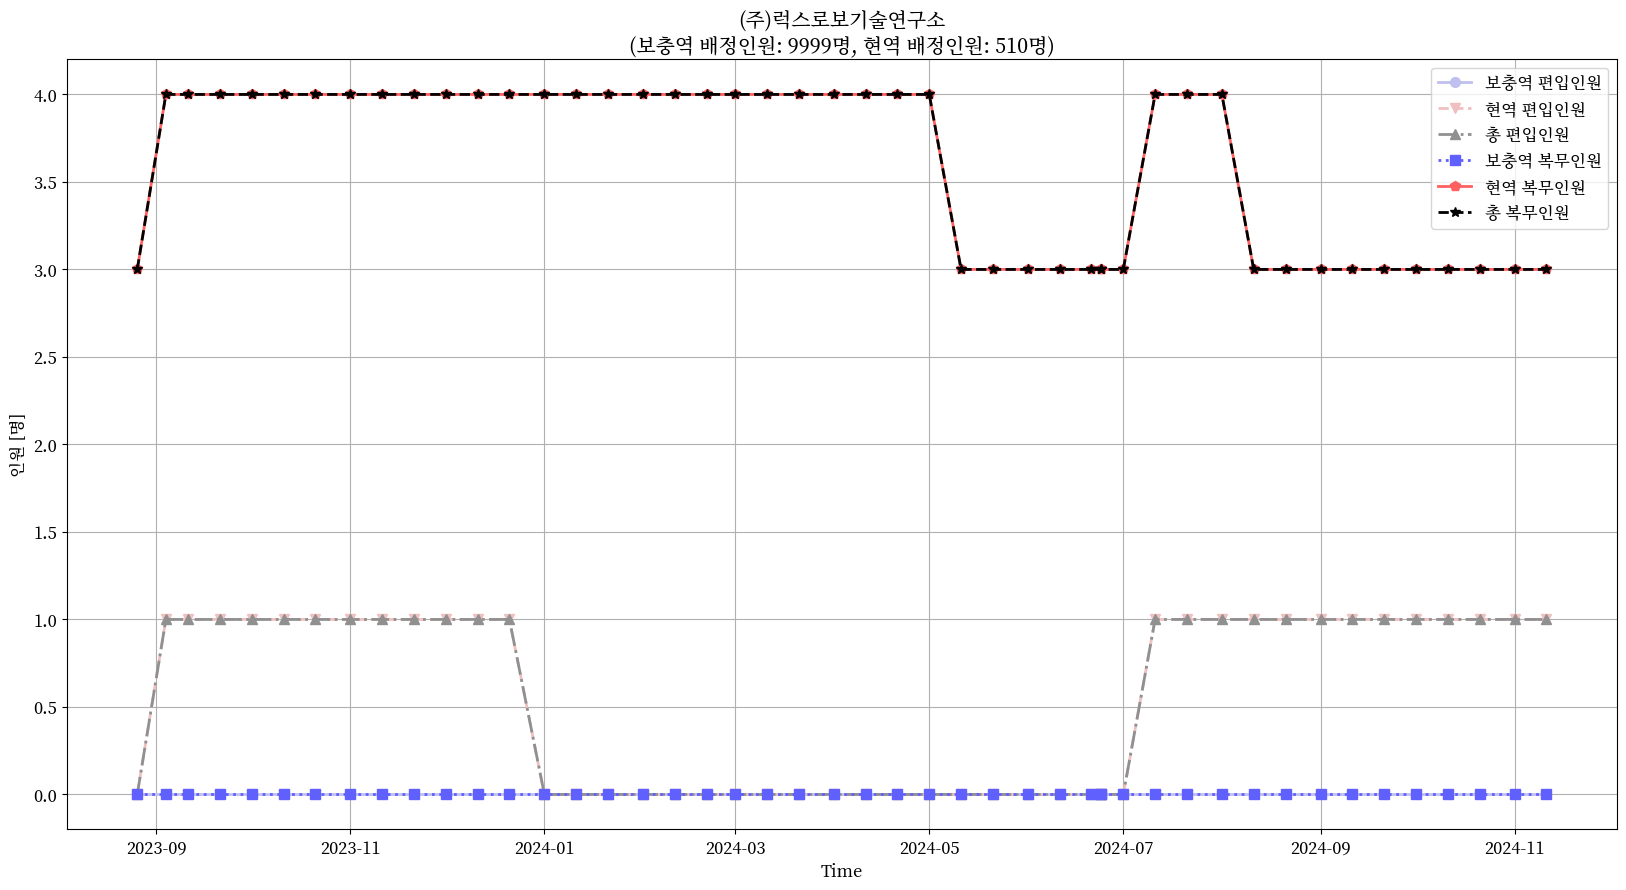 (주)럭스로보기술연구소
(보충역 배정인원: 9999명, 현역 배정인원: 510명)
보충역 편입인원
현역 편입인원
총 편입인원
보충역 복무인원
현역 복무인원
총 복무인원
4.0
3.5
3.0
2.5
2.0
1.5
1.0
0.5
0.0
인원 [명]
2023-09 2023-11 2024-01 2024-03 2024-05 2024-07 2024-09 2024-11
Time